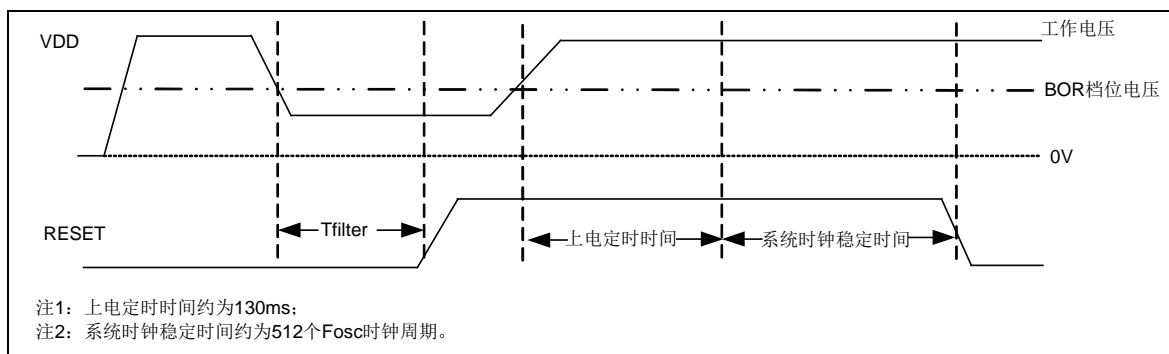 VDD
工作电压
BOR档位电压
0V
RESET
Tfilter
上电定时时间
系统时钟稳定时间
注1：上电定时时间约为130ms；
注2：系统时钟稳定时间约为512个Fosc时钟周期。